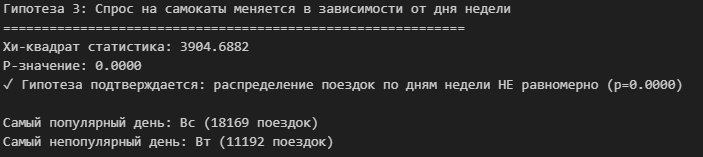 Гипотеза 3: Спрос на самокаты меняется в зависимости от дня недели
============================================================
Хи-квадрат статистика: 3904.6882
P-значение: 0.0000
✓ Гипотеза подтверждается: распределение поездок по дням недели НЕ равномерно (p=0.0000)

Самый популярный день: Вс (18169 поездок)
Самый непопулярный день: Вт (11192 поездок)